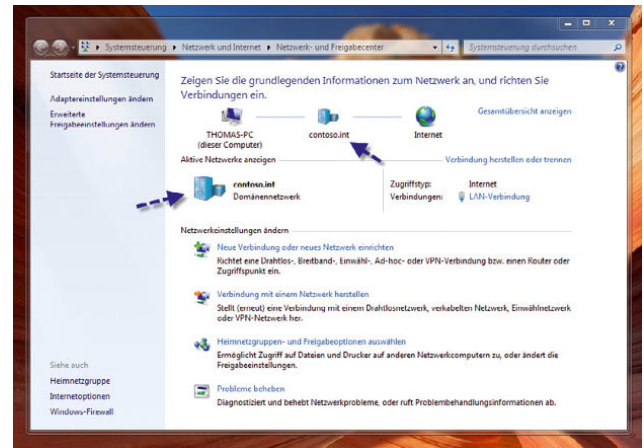 Systemsteuerung ▸ Netzwerk und Internet ▸ Netzwerk- und Freigabecenter
Systemsteuerung durchsuchen
Startseite der Systemsteuerung
Adaptereinstellungen ändern
Erweiterte
Freigabeeinstellungen ändern
Zeigen Sie die grundlegenden Informationen zum Netzwerk an, und richten Sie
Verbindungen ein.
Gesamtübersicht anzeigen
THOMAS-PC
(dieser Computer)
contoso.int
Internet
Aktive Netzwerke anzeigen
Verbindung herstellen oder trennen
contoso.int
Domänennetzwerk
Zugriffstyp: Internet
Verbindungen: LAN-Verbindung
Netzwerkeinstellungen ändern
Neue Verbindung oder neues Netzwerk einrichten
Richtet eine Drahtlos-, Breitband-, Einwähl-, Ad-hoc- oder VPN-Verbindung bzw. einen Router oder
Zugriffspunkt ein.
Verbindung mit einem Netzwerk herstellen
Stellt (erneut) eine Verbindung mit einem Drahtlosnetzwerk, verkabelten Netzwerk, Einwählnetzwerk
oder VPN-Netzwerk her.
Heimnetzgruppen- und Freigabeoptionen auswählen
Ermöglicht Zugriff auf Dateien und Drucker auf anderen Netzwerkcomputern zu, oder ändert die
Freigabeeinstellungen.
Probleme beheben
Diagnostiziert und behebt Netzwerkprobleme, oder ruft Problembehandlungsinformationen ab.
Siehe auch
Heimnetzgruppe
Internetoptionen
Windows-Firewall